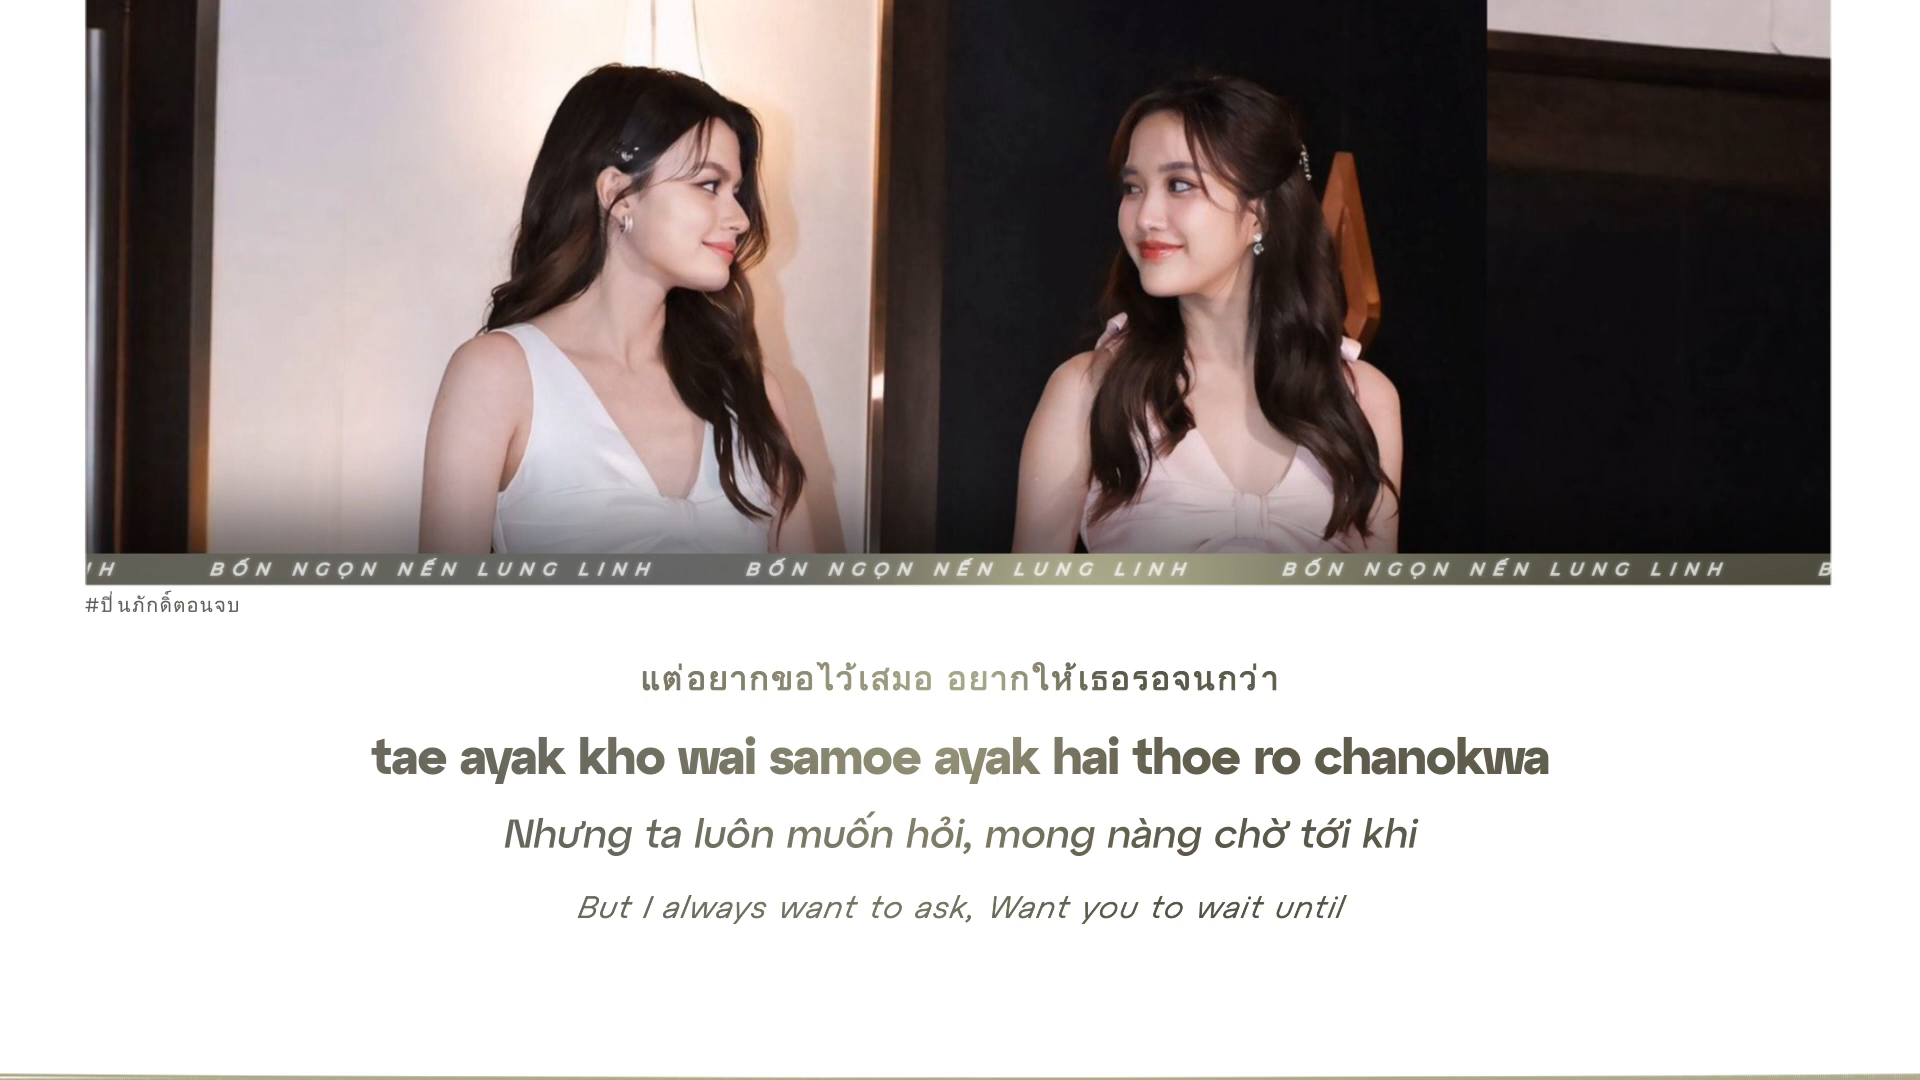 NH BỐN NGỌN NẾN LUNG LINH BỐN NGỌN NẾN LUNG LINH BỐN NGỌN NẾN LUNG LINH B
#ปิ่นภักดิ์ตอนจบ
แต่อยากขอไว้เสมอ อยากให้เธอรอจนกว่า
tae ayak kho wai samoe ayak hai thoe ro chanokwa
Nhưng ta luôn muốn hỏi, mong nàng chờ tới khi
But I always want to ask, Want you to wait until